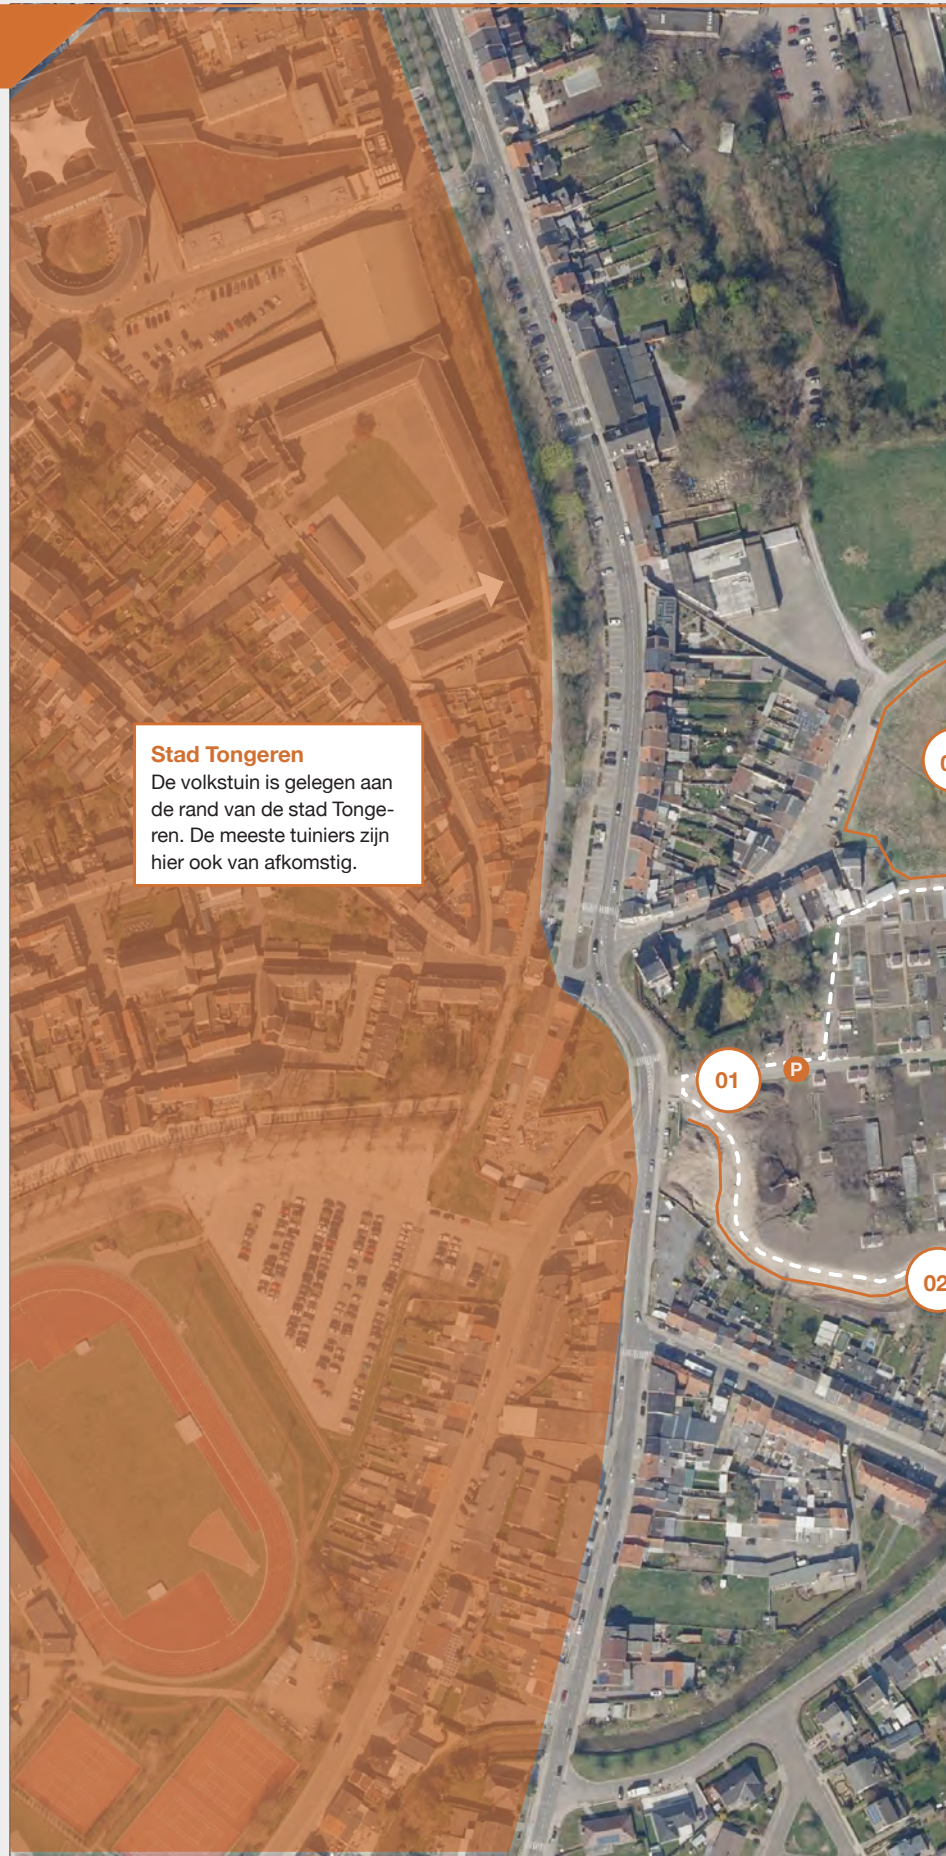 Stad Tongeren
De volkstuin is gelegen aan
de rand van de stad Tonge-
ren. De meeste tuiniers zijn
hier ook van afkomstig.
01
P
02